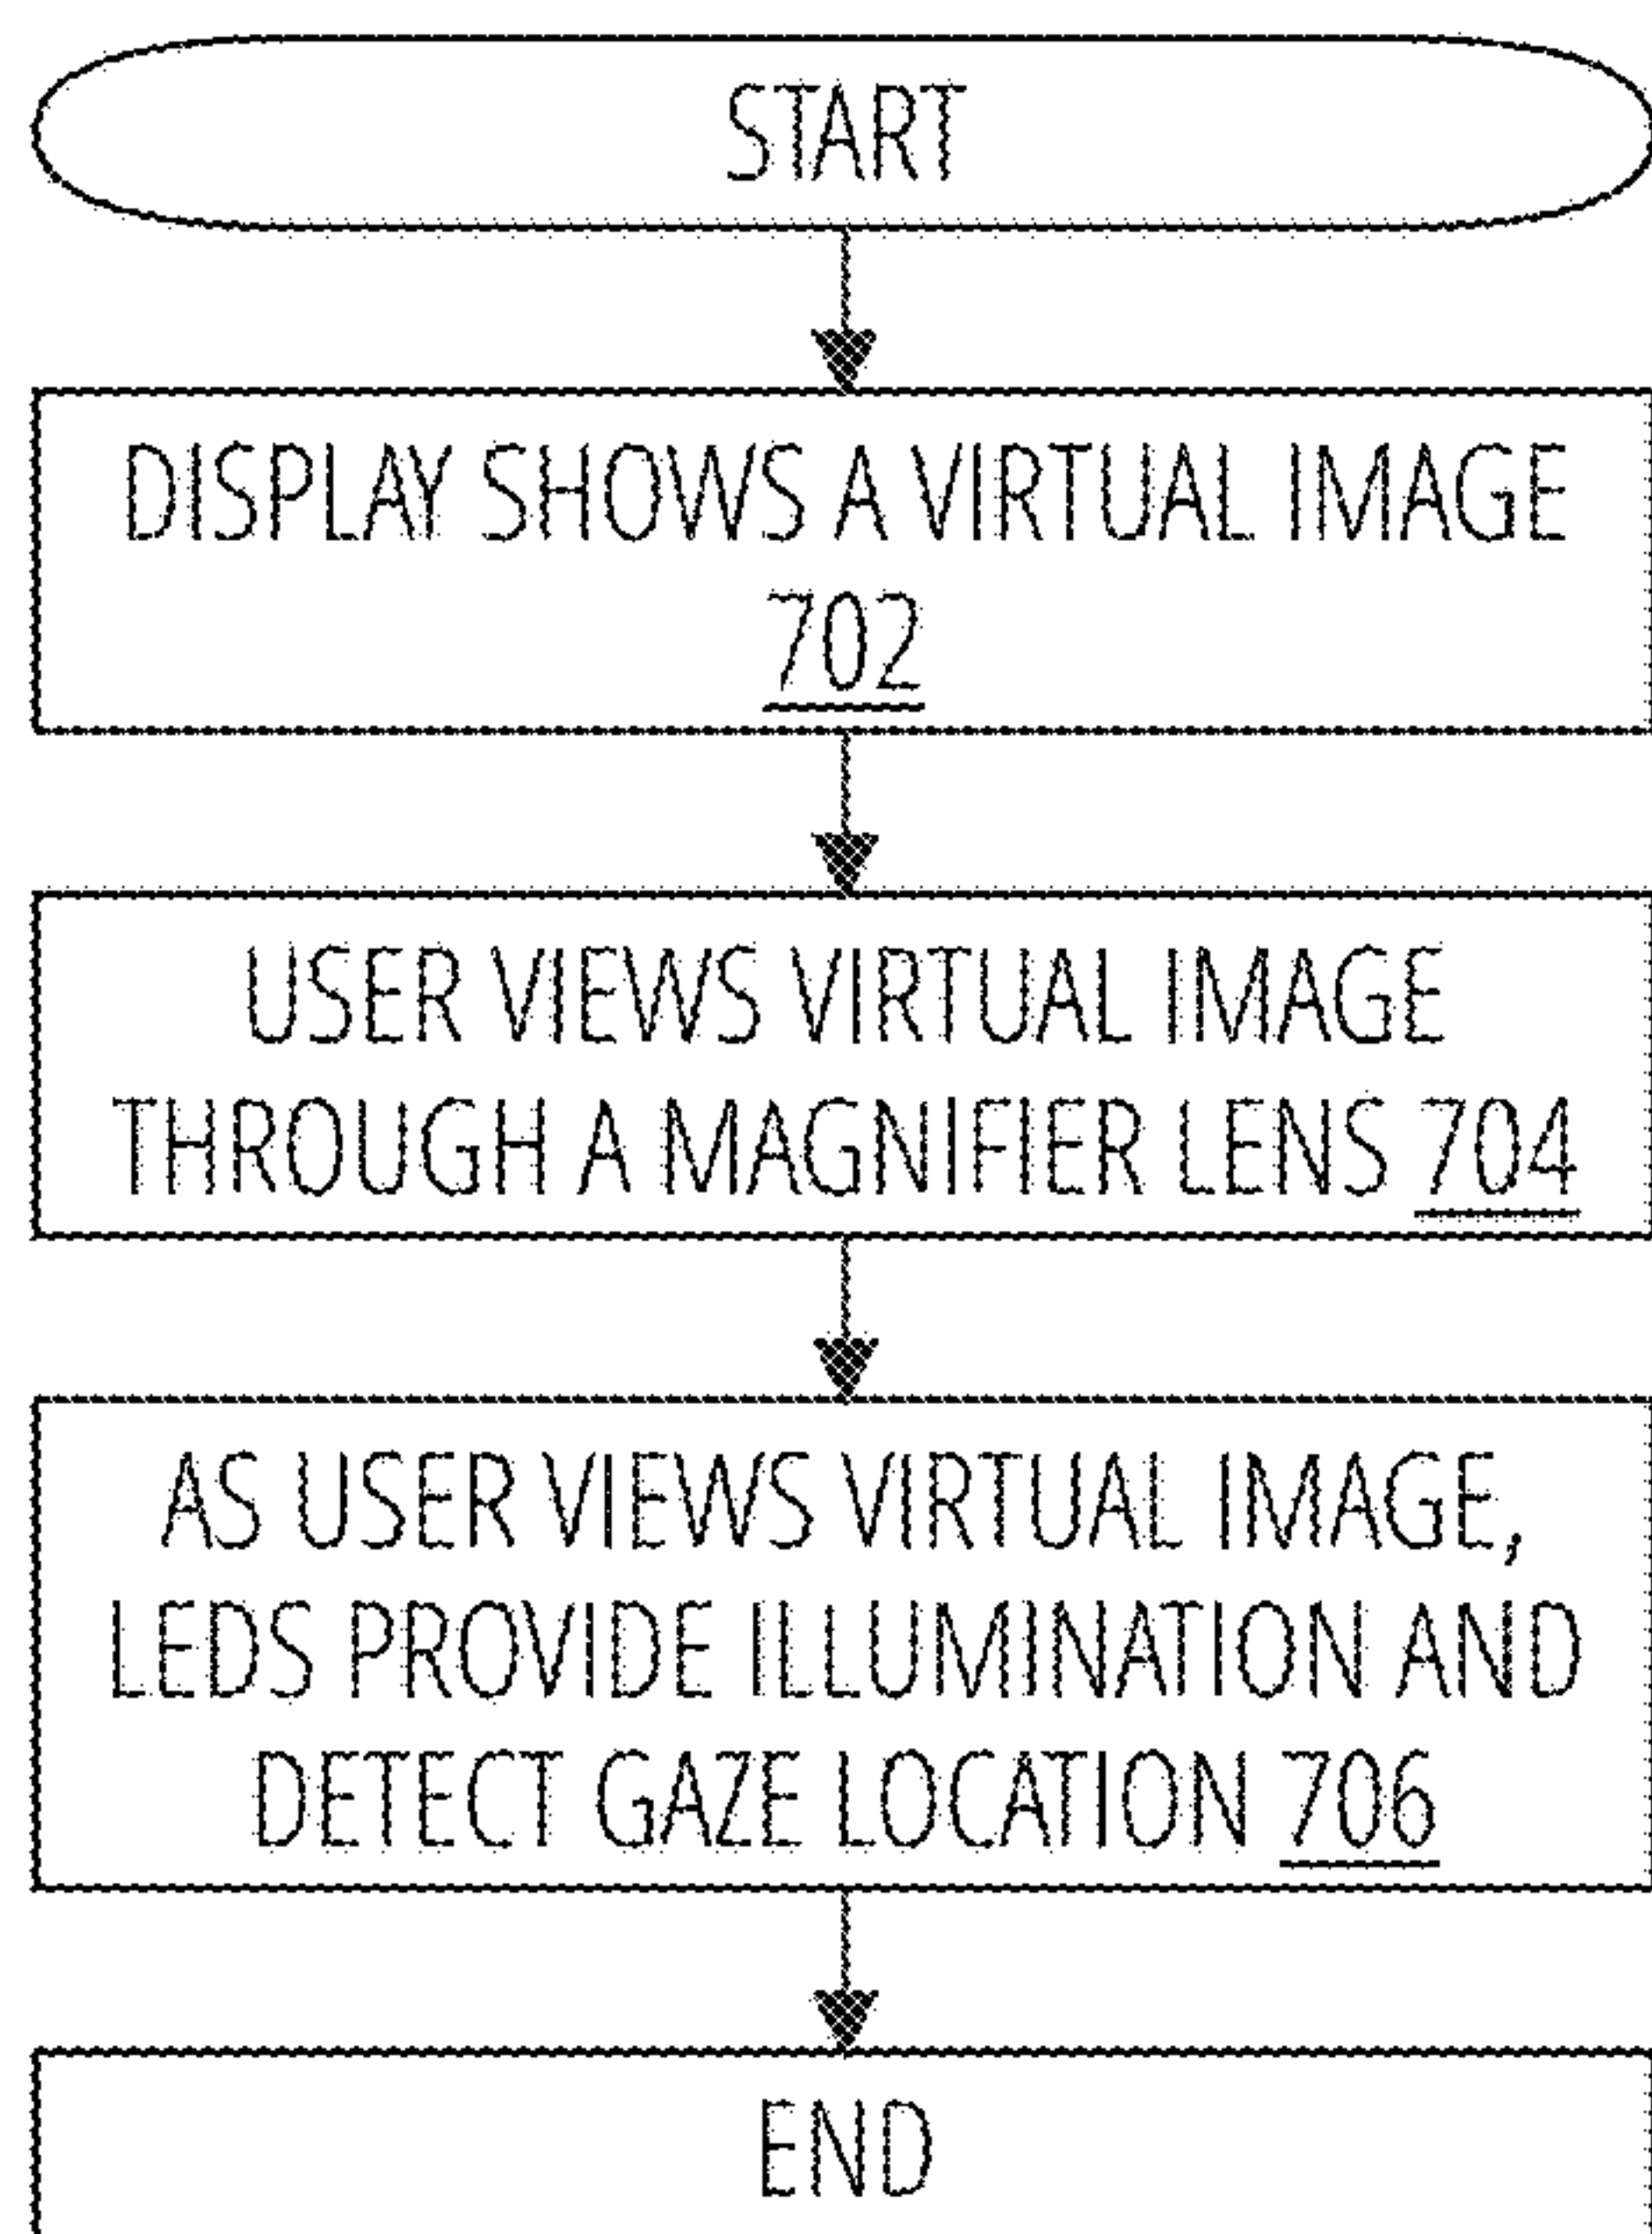 START
DISPLAY SHOWS A VIRTUAL IMAGE
702
USER VIEWS VIRTUAL IMAGE
THROUGH A MAGNIFIER LENS 704
AS USER VIEWS VIRTUAL IMAGE,
LEDS PROVIDE ILLUMINATION AND
DETECT GAZE LOCATION 706
END